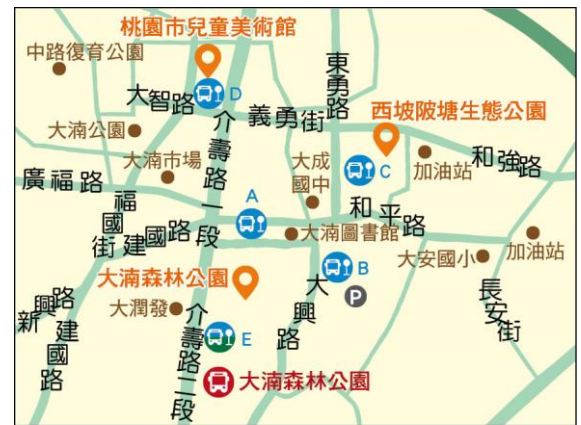 桃園市兒童美術館
中路復育公園
東勇路
大智路
D
義勇街
西坡陂塘生態公園
大湳公園
介壽路一段
大湳市場
大成
國中
C
加油站
和強路
廣福路
福國街
A
和平路
建國路
大湳圖書館
大安國小
加油站
大湳森林公園
B
P
大潤發
大興路
長安街
新興路
建國路
介壽路二段
E
大湳森林公園